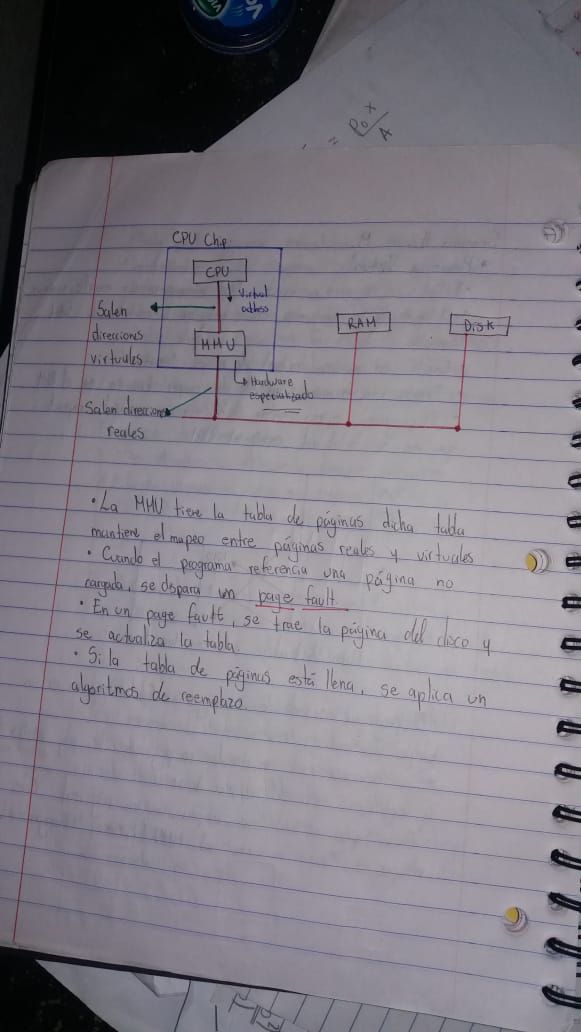 = Po x
A
CPU Chip
CPU
Virtual
address
Salen
direcciones
virtuales
MMU
RAM
Disk
Hardware
especializado
Salen direcciones
reales
• La MMU tiene la tabla de páginas dicha tabla
mantiene el mapeo entre páginas reales y virtuales
• Cuando el programa referencia una página no
cargada, se dispara un page fault.
• En un page fault, se trae la página del disco y
se actualiza la tabla.
• Si la tabla de páginas está llena, se aplica un
algoritmos de reemplazo